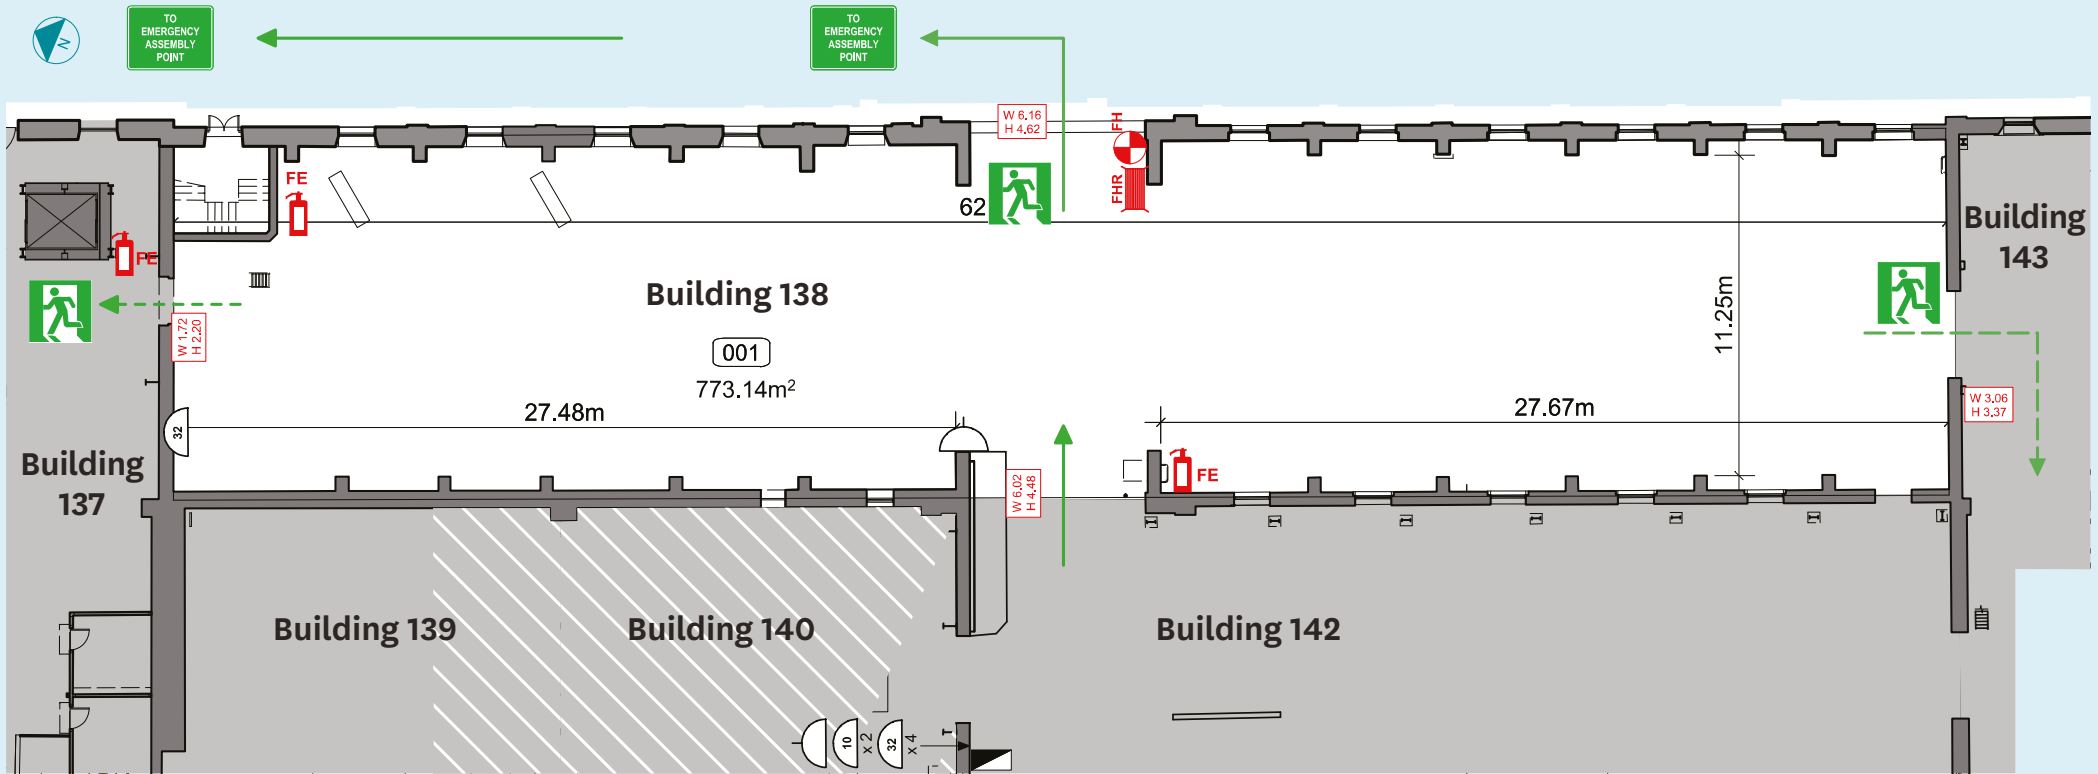 N
TO
EMERGENCY
ASSEMBLY
POINT
TO
EMERGENCY
ASSEMBLY
POINT
W 6.16
H 4.62
FH
FHR
FE
FE
62
Building
143
Building 138
001
773.14m²
11.25m
W 1.72
H 2.20
27.48m
27.67m
W 3.06
H 3.37
32
Building
137
W 6.02
H 4.48
FE
Building 139
Building 140
Building 142
10
x 2
32
x 4